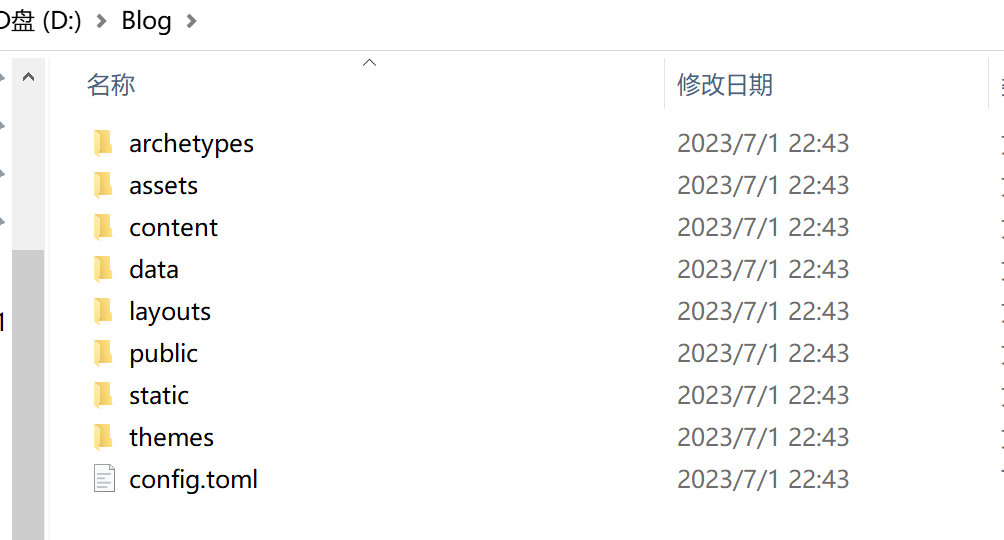 D盘 (D:) > Blog >
名称 修改日期
archetypes 2023/7/1 22:43
assets 2023/7/1 22:43
content 2023/7/1 22:43
data 2023/7/1 22:43
layouts 2023/7/1 22:43
public 2023/7/1 22:43
static 2023/7/1 22:43
themes 2023/7/1 22:43
config.toml 2023/7/1 22:43